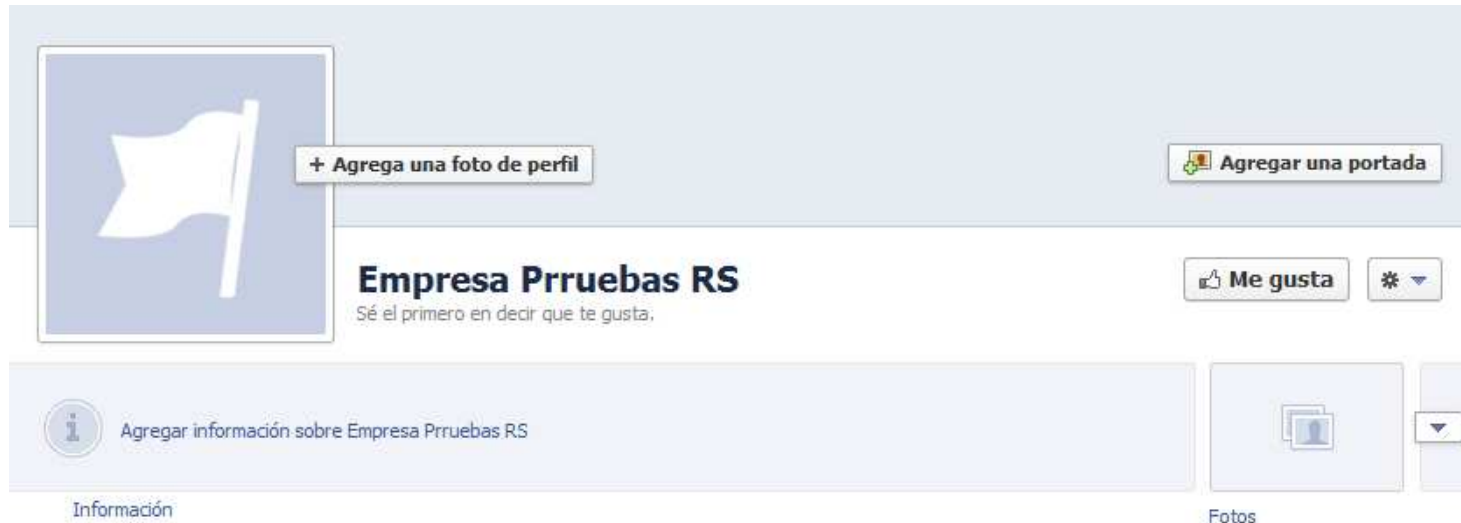 + Agrega una foto de perfil
Agregar una portada
Empresa Prruebas RS
Me gusta
Sé el primero en decir que te gusta.
Agregar información sobre Empresa Prruebas RS
Información
Fotos